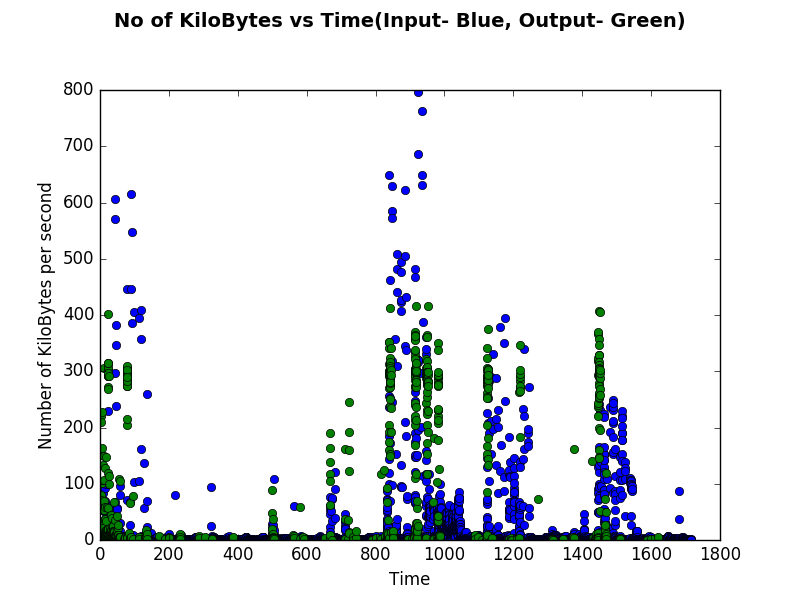 No of KiloBytes vs Time(Input- Blue, Output- Green)
Number of KiloBytes per second
800
700
600
500
400
300
200
100
0
0 200 400 600 800 1000 1200 1400 1600 1800
Time